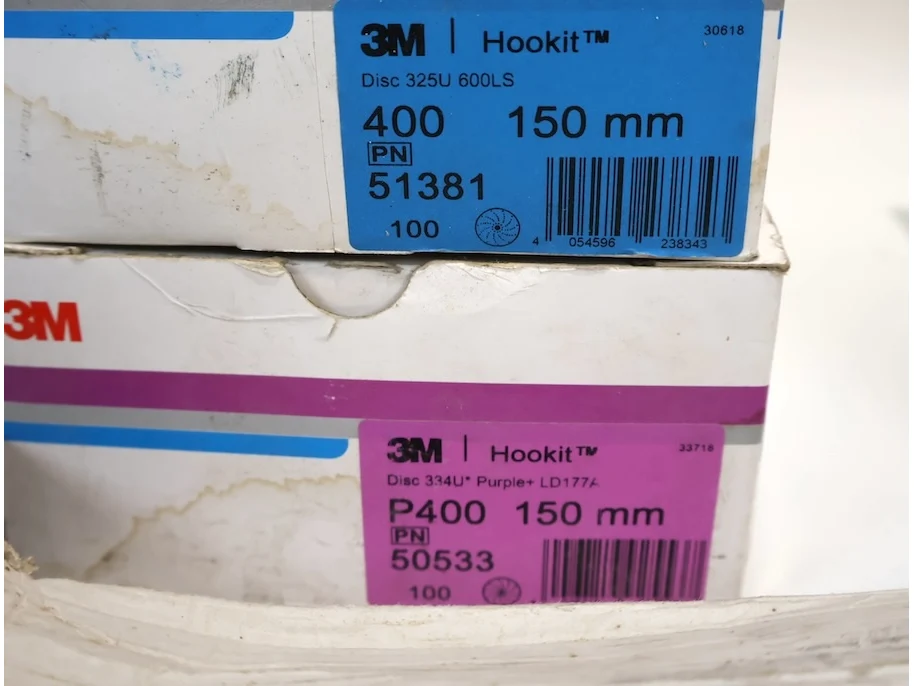 3M | Hookit™ 30618
Disc 325U 600LS
400 150 mm
PN
51381
100
4 054596 238343
3M
3M | Hookit™ 33718
Disc 334U* Purple+ LD177A
P400 150 mm
PN
50533
100